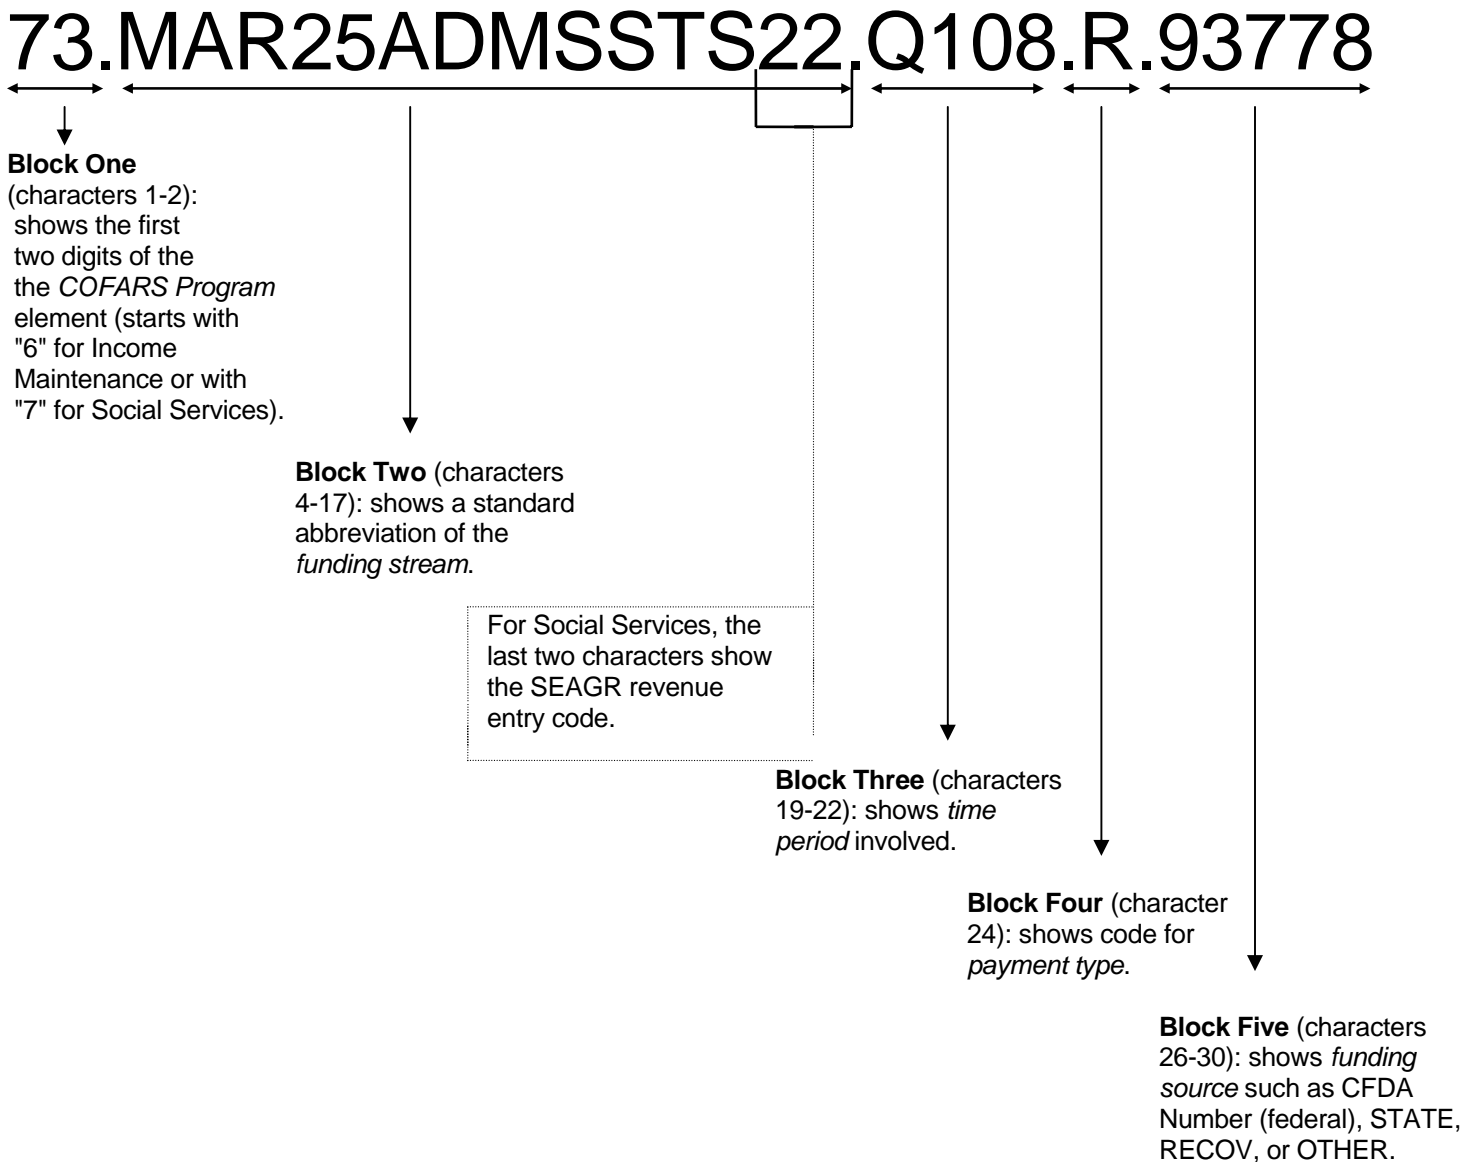 73.MAR25ADMSSTS22.Q108.R.93778
Block One
(characters 1-2):
shows the first
two digits of the
the COFARS Program
element (starts with
"6" for Income
Maintenance or with
"7" for Social Services).
Block Two (characters
4-17): shows a standard
abbreviation of the
funding stream.
For Social Services, the
last two characters show
the SEAGR revenue
entry code.
Block Three (characters
19-22): shows time
period involved.
Block Four (character
24): shows code for
payment type.
Block Five (characters
26-30): shows funding
source such as CFDA
Number (federal), STATE,
RECOV, or OTHER.